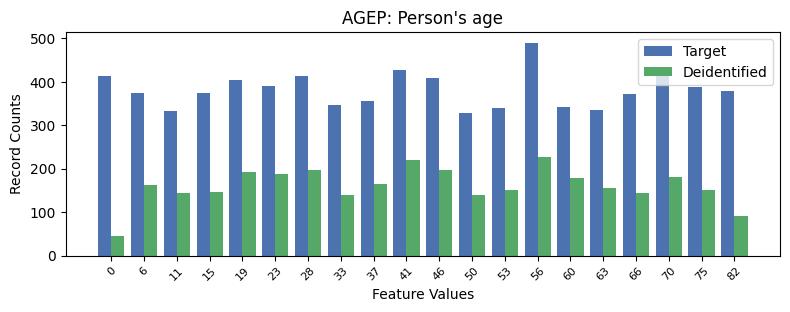 AGEP: Person's age
Target
Deidentified
Record Counts
500
400
300
200
100
0
0 6 11 15 19 23 28 33 37 41 46 50 53 56 60 63 66 70 75 82
Feature Values